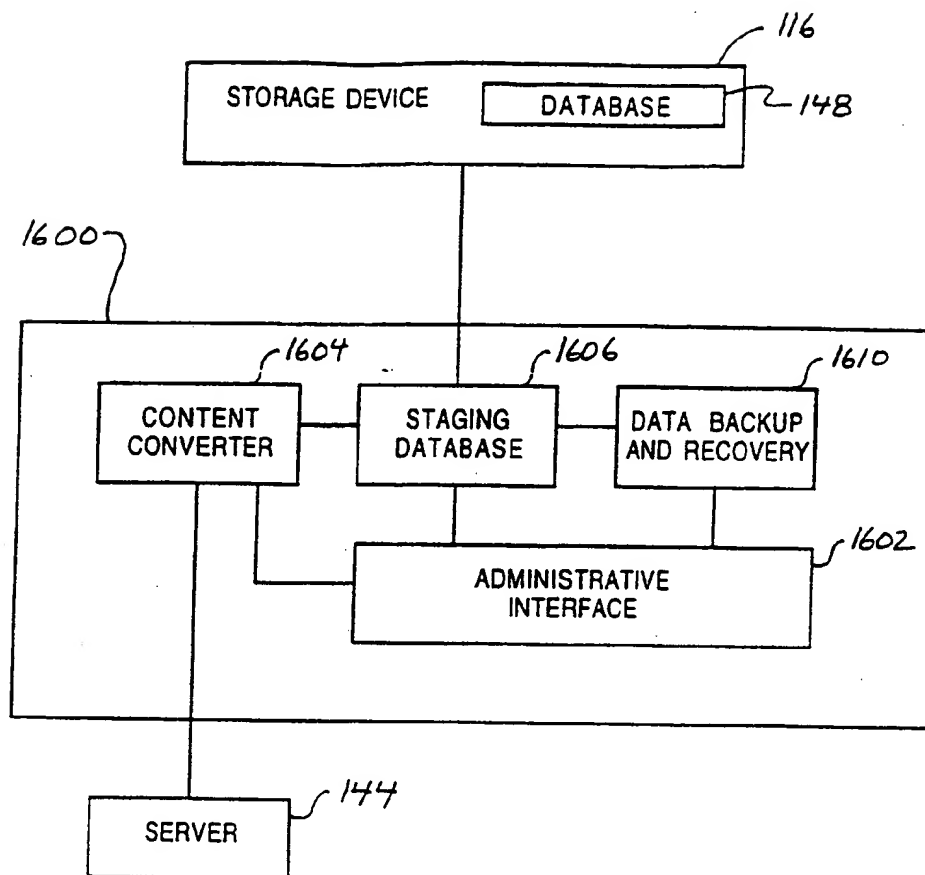 116
STORAGE DEVICE
DATABASE
148
1600
1604
1606
1610
CONTENT
CONVERTER
STAGING
DATABASE
DATA BACKUP
AND RECOVERY
1602
ADMINISTRATIVE
INTERFACE
144
SERVER